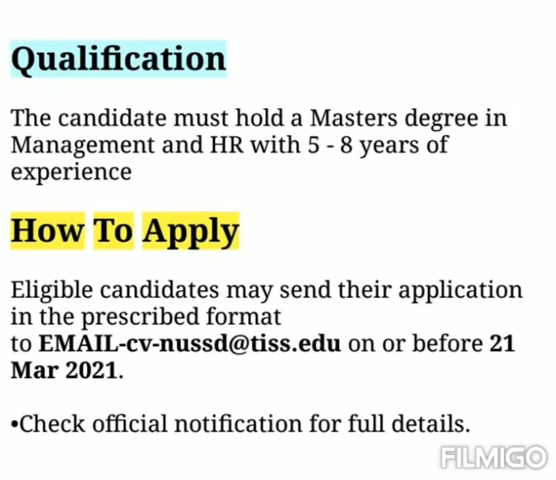 Qualification
The candidate must hold a Masters degree in
Management and HR with 5 - 8 years of
experience
How To Apply
Eligible candidates may send their application
in the prescribed format
to EMAIL-cv-nussd@tiss.edu on or before 21
Mar 2021.
•Check official notification for full details.
FILMIGO